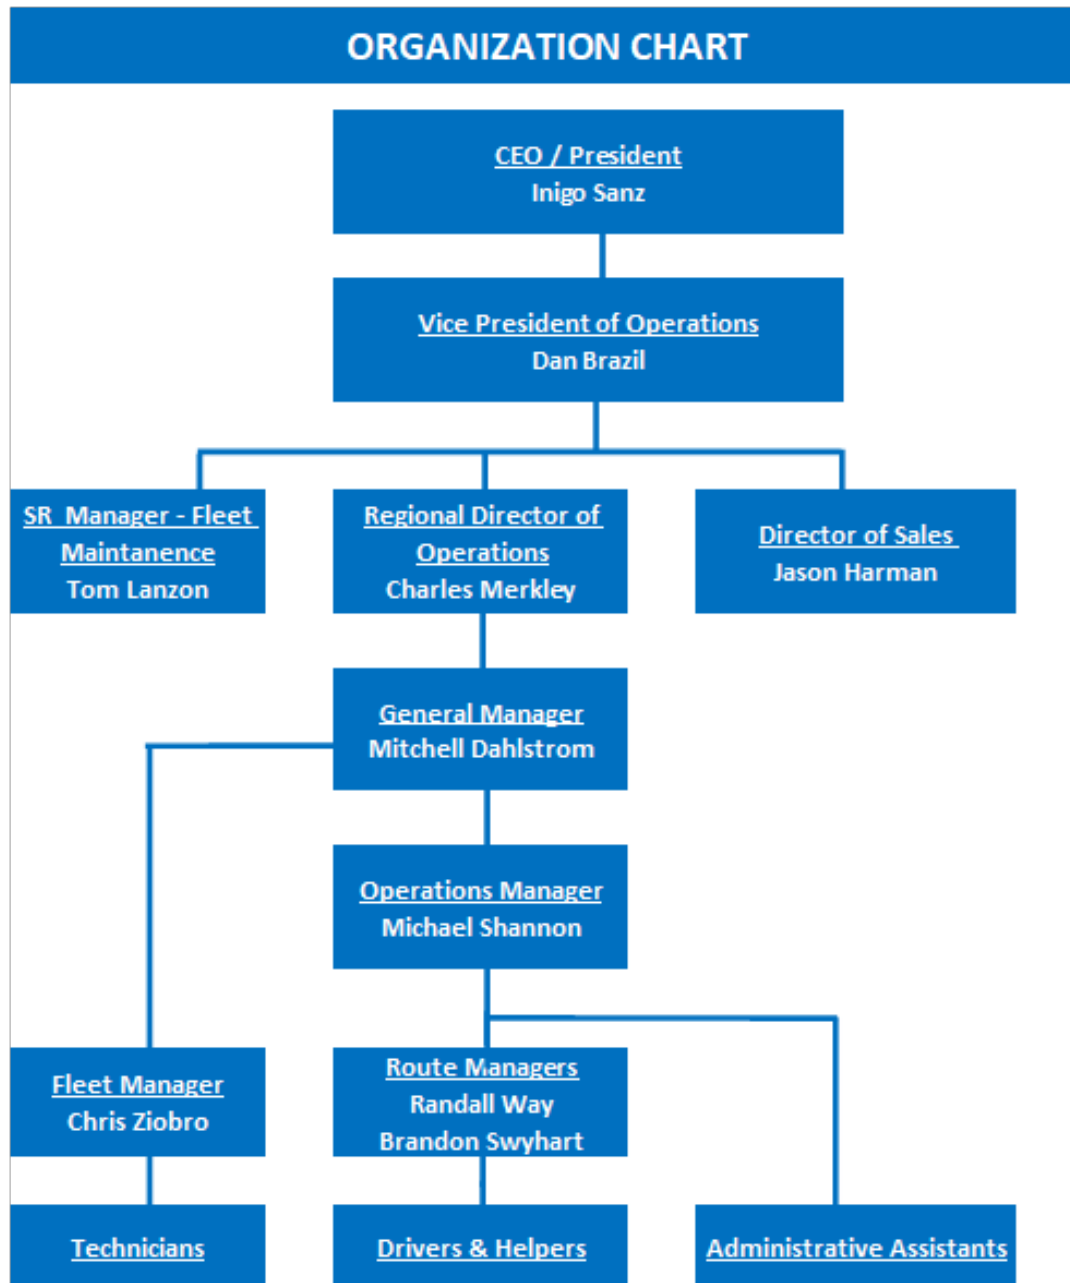 ORGANIZATION CHART
CEO / President
Inigo Sanz
Vice President of Operations
Dan Brazil
SR Manager - Fleet
Maintanence
Tom Lanzon
Regional Director of
Operations
Charles Merkley
Director of Sales
Jason Harman
General Manager
Mitchell Dahlstrom
Operations Manager
Michael Shannon
Fleet Manager
Chris Ziobro
Route Managers
Randall Way
Brandon Swyhart
Technicians
Drivers & Helpers
Administrative Assistants